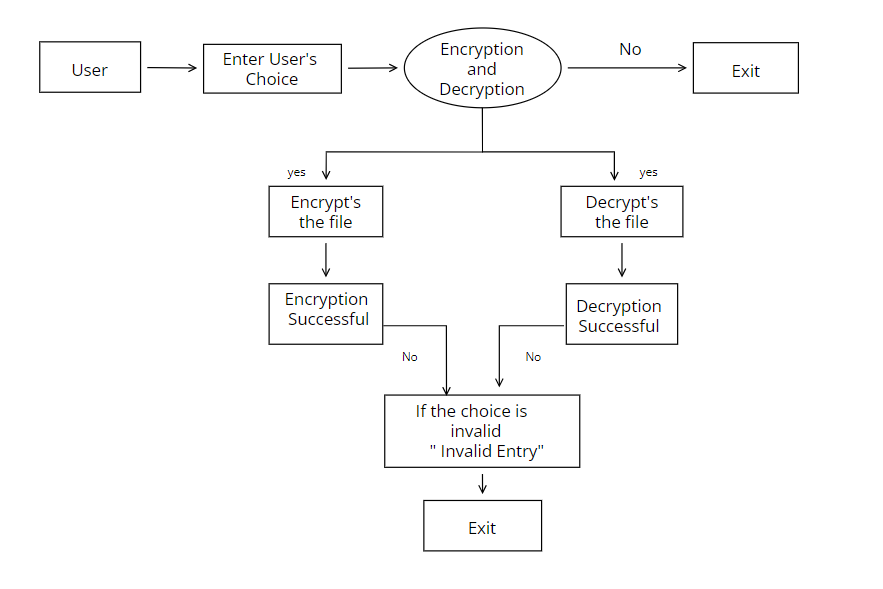 User
Enter User's
Choice
Encryption
and
Decryption
No
Exit
yes
yes
Encrypt's
the file
Decrypt's
the file
Encryption
Successful
Decryption
Successful
No
No
If the choice is
invalid
" Invalid Entry"
Exit